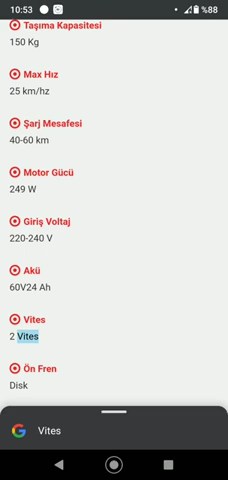 10:53
%88
Taşıma Kapasitesi
150 Kg
Max Hız
25 km/hz
Şarj Mesafesi
40-60 km
Motor Gücü
249 W
Giriş Voltaj
220-240 V
Akü
60V24 Ah
Vites
2 Vites
Ön Fren
Disk
Vites